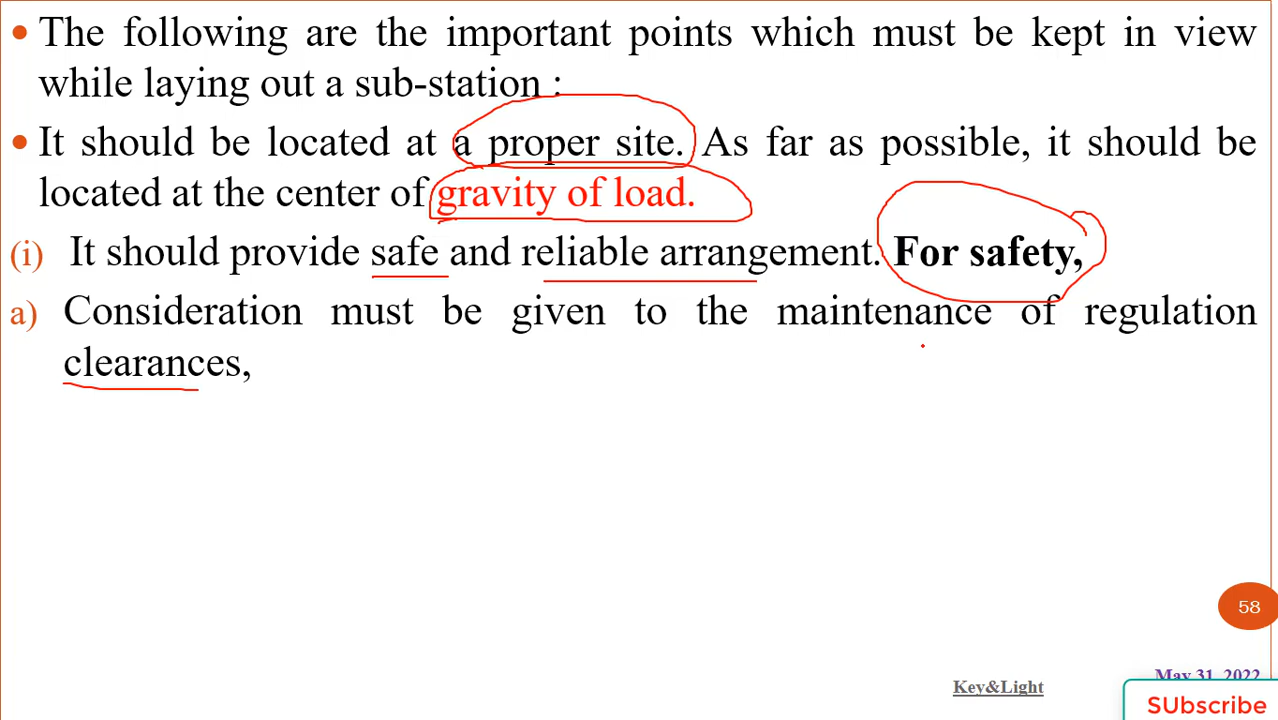 • The following are the important points which must be kept in view
while laying out a sub-station :
• It should be located at a proper site. As far as possible, it should be
located at the center of gravity of load.
(i) It should provide safe and reliable arrangement. For safety,
a) Consideration must be given to the maintenance of regulation
clearances,
58
May 31, 2022
Key&Light
SUbscribe